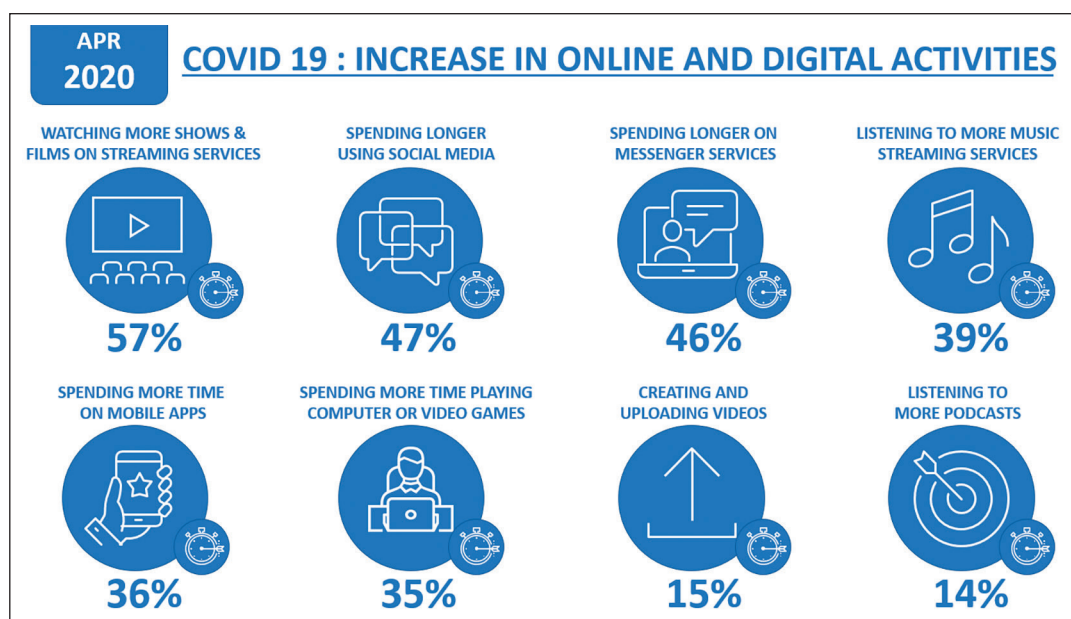 APR
2020
COVID 19 : INCREASE IN ONLINE AND DIGITAL ACTIVITIES
WATCHING MORE SHOWS &
FILMS ON STREAMING SERVICES
57%
SPENDING LONGER
USING SOCIAL MEDIA
47%
SPENDING LONGER ON
MESSENGER SERVICES
46%
LISTENING TO MORE MUSIC
STREAMING SERVICES
39%
SPENDING MORE TIME
ON MOBILE APPS
36%
SPENDING MORE TIME PLAYING
COMPUTER OR VIDEO GAMES
35%
CREATING AND
UPLOADING VIDEOS
15%
LISTENING TO
MORE PODCASTS
14%